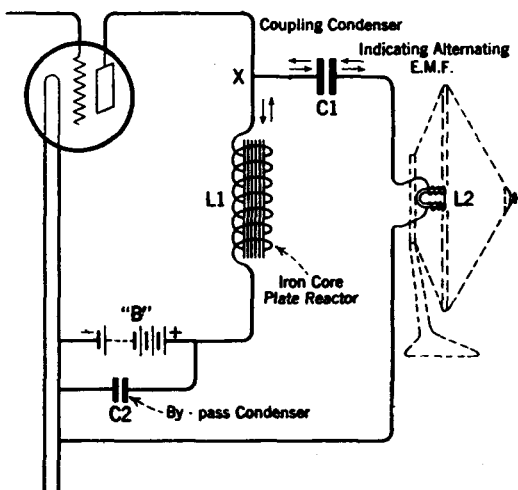 Coupling Condenser
Indicating Alternating
E.M.F.
X
C1
L1
L2
Iron Core
Plate Reactor
"B"
- +
C2
By-pass Condenser